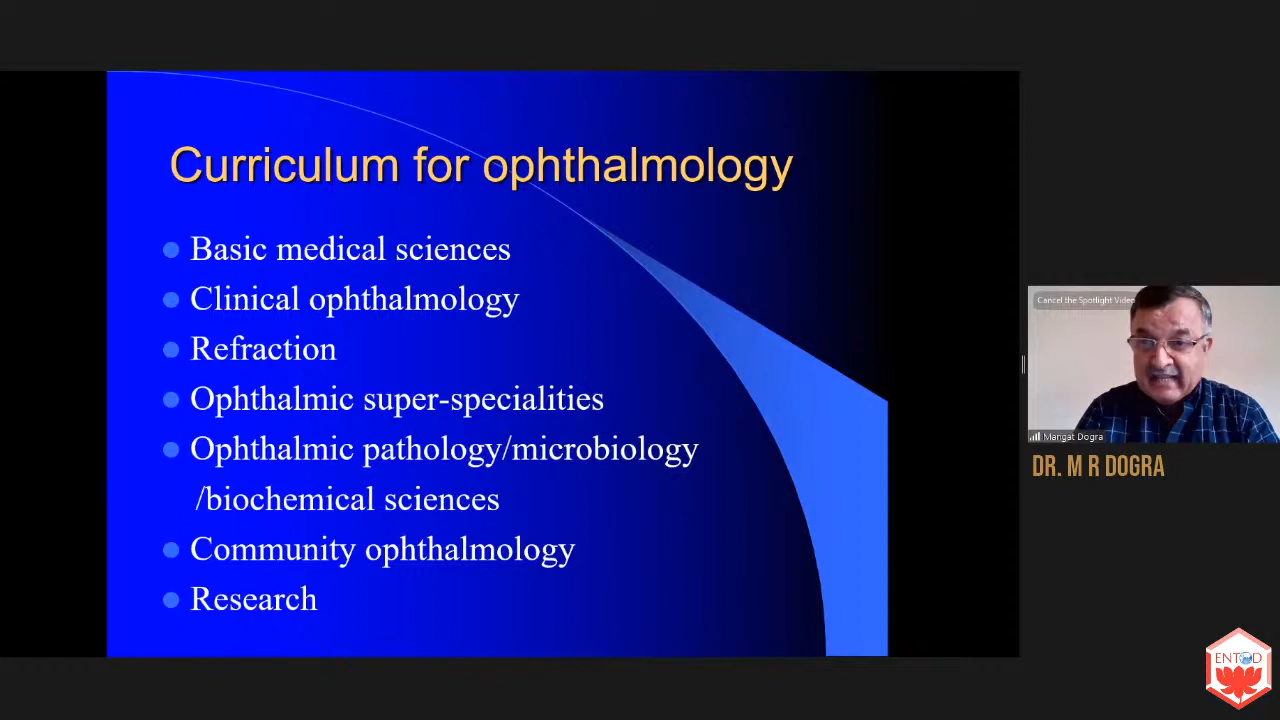 Curriculum for ophthalmology
Basic medical sciences
Clinical ophthalmology
Refraction
Ophthalmic super-specialities
Ophthalmic pathology/microbiology
/biochemical sciences
Community ophthalmology
Research
Cancel the Spotlight Video
Mangat Dogra
DR. M R DOGRA
ENTOD